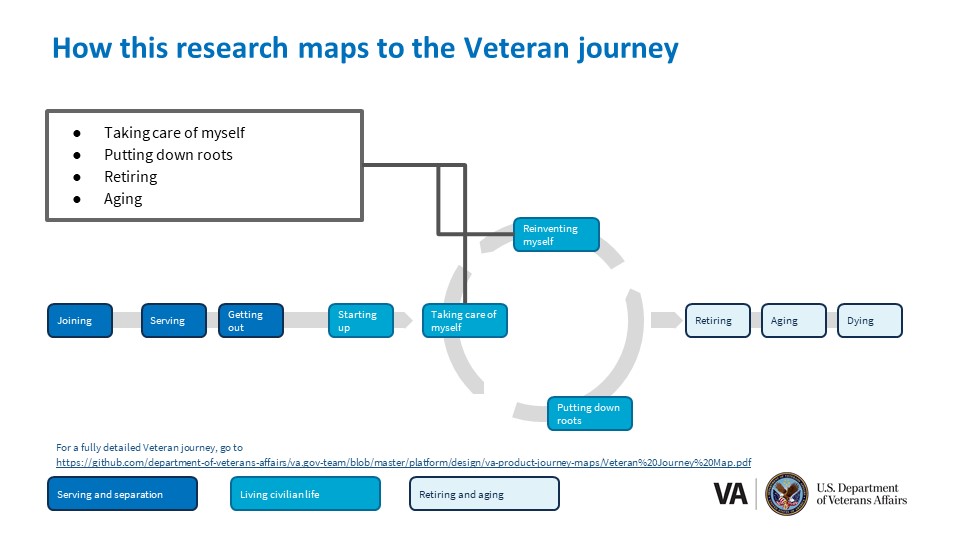 How this research maps to the Veteran journey
● Taking care of myself
● Putting down roots
● Retiring
● Aging
Reinventing
myself
Joining
Serving
Getting
out
Starting
up
Taking care of
myself
Retiring
Aging
Dying
Putting down
roots
For a fully detailed Veteran journey, go to
https://github.com/department-of-veterans-affairs/va.gov-team/blob/master/platform/design/va-product-journey-maps/Veteran%20Journey%20Map.pdf
Serving and separation
Living civilian life
Retiring and aging
VA
U.S. Department
of Veterans Affairs